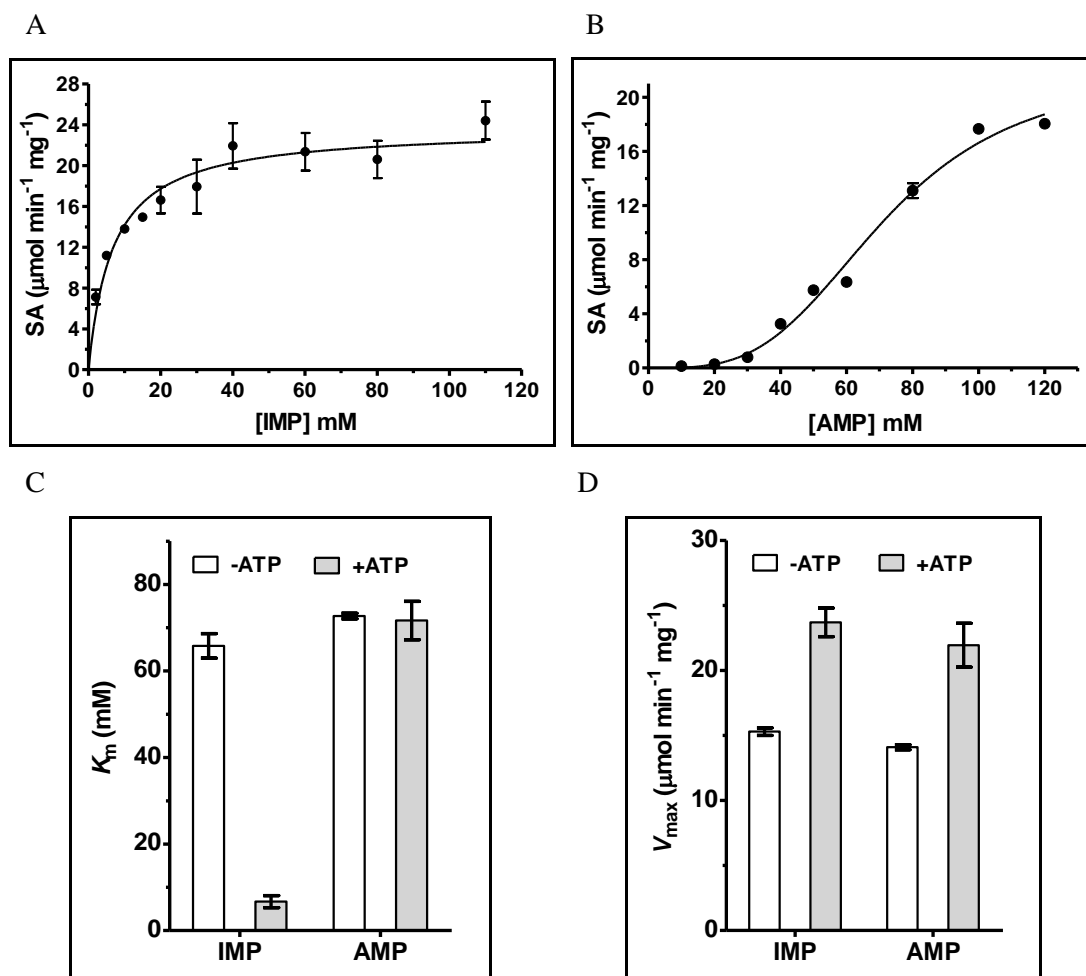 A
SA (μmol min⁻¹ mg⁻¹)
28
24
20
16
12
8
4
0
0 20 40 60 80 100 120
[IMP] mM
B
SA (μmol min⁻¹ mg⁻¹)
20
16
12
8
4
0
0 20 40 60 80 100 120
[AMP] mM
C
-ATP +ATP
Km (mM)
80
60
40
20
0
IMP AMP
D
-ATP +ATP
Vmax (μmol min⁻¹ mg⁻¹)
30
20
10
0
IMP AMP